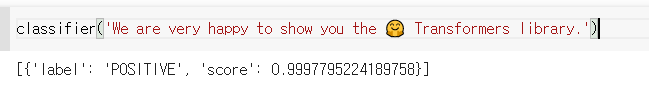 classifier('We are very happy to show you the 🤗 Transformers library.')
[{'label': 'POSITIVE', 'score': 0.9997795224189758}]